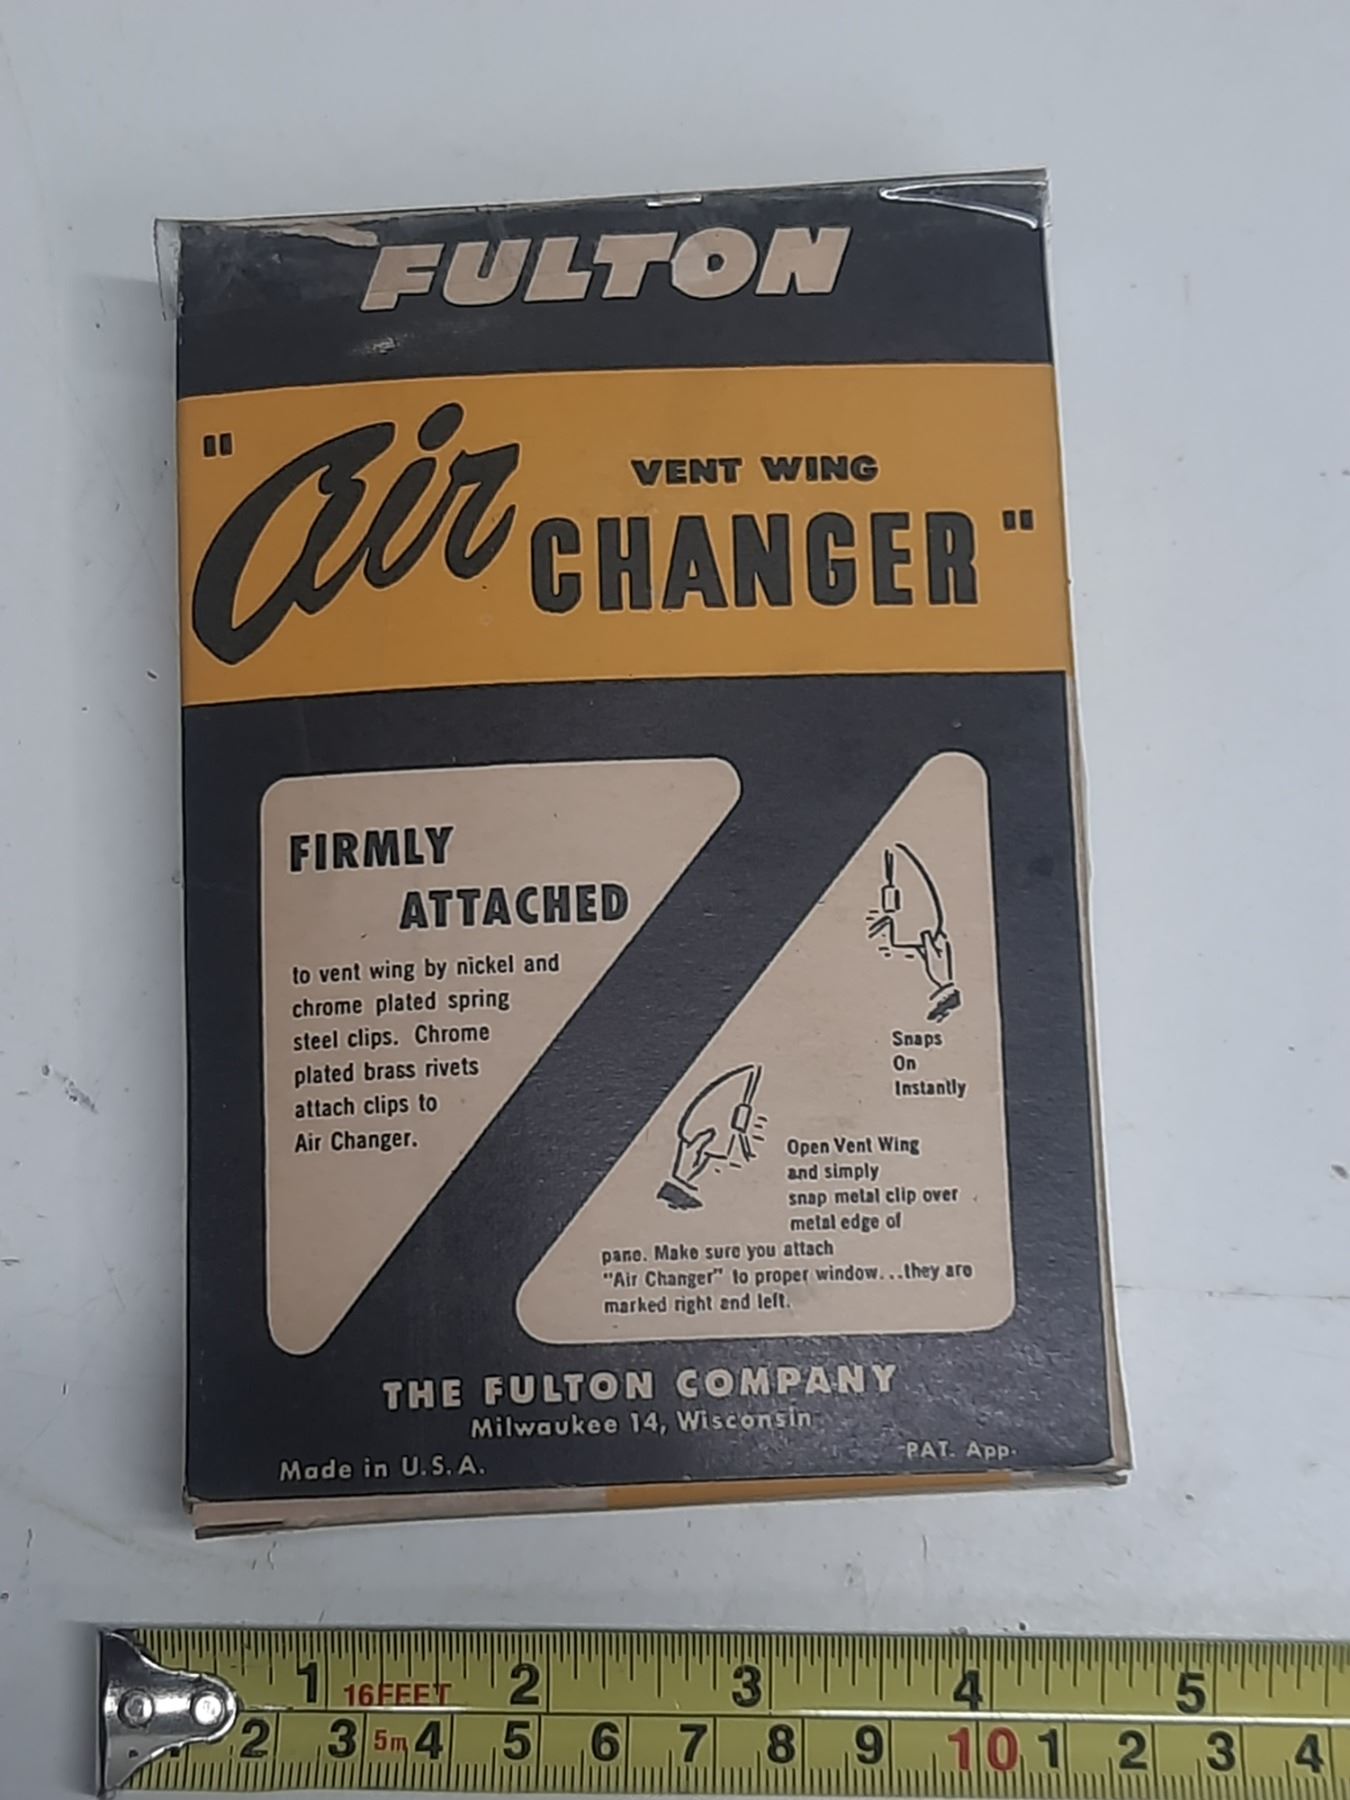 FULTON
"Air VENT WING
CHANGER"
FIRMLY
ATTACHED
to vent wing by nickel and
chrome plated spring
steel clips. Chrome
plated brass rivets
attach clips to
Air Changer.
Snaps
On
Instantly
Open Vent Wing
and simply
snap metal clip over
metal edge of
pane. Make sure you attach
"Air Changer" to proper window...they are
marked right and left.
THE FULTON COMPANY
Milwaukee 14, Wisconsin
Made in U.S.A.
PAT. App.
1 16FEET 2 3 4 5
1 2 3 5m 4 5 6 7 8 9 10 1 2 3 4